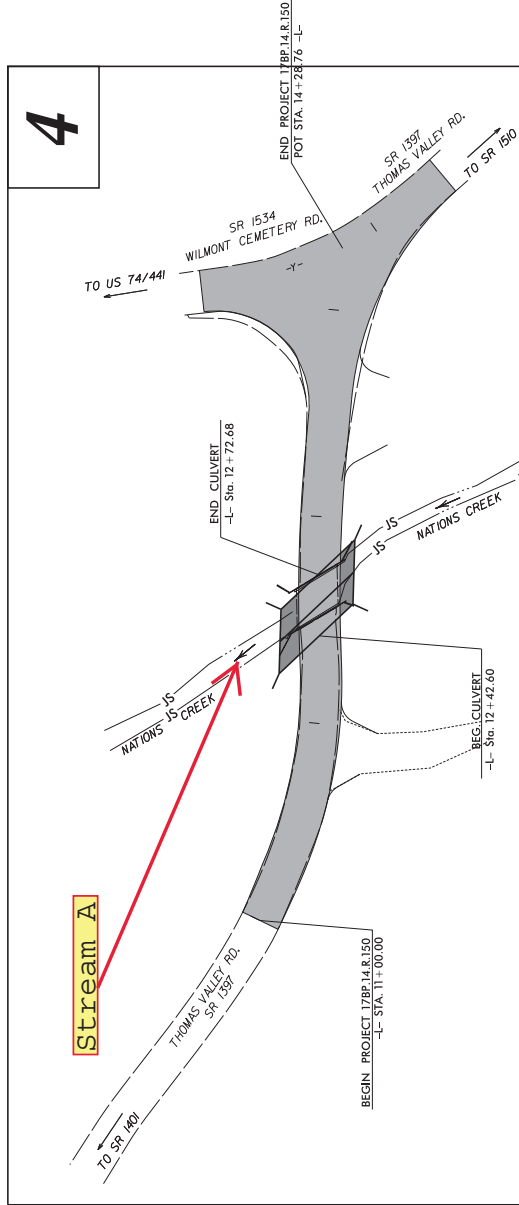 4
END PROJECT 17BP.14.R.150
POT STA. 14+28.76 -L-
SR 1397
THOMAS VALLEY RD.
TO SR 1510
SR 1534
WILMONT CEMETERY RD.
-Y-
TO US 74/441
END CULVERT
-L- Sta. 12+72.68
JS
JS
NATIONS CREEK
JS
JS
NATIONS CREEK
BEG. CULVERT
-L- Sta. 12+42.60
Stream A
THOMAS VALLEY RD.
SR 1397
BEGIN PROJECT 17BP.14.R.150
-L- STA. 11+00.00
TO SR 1401